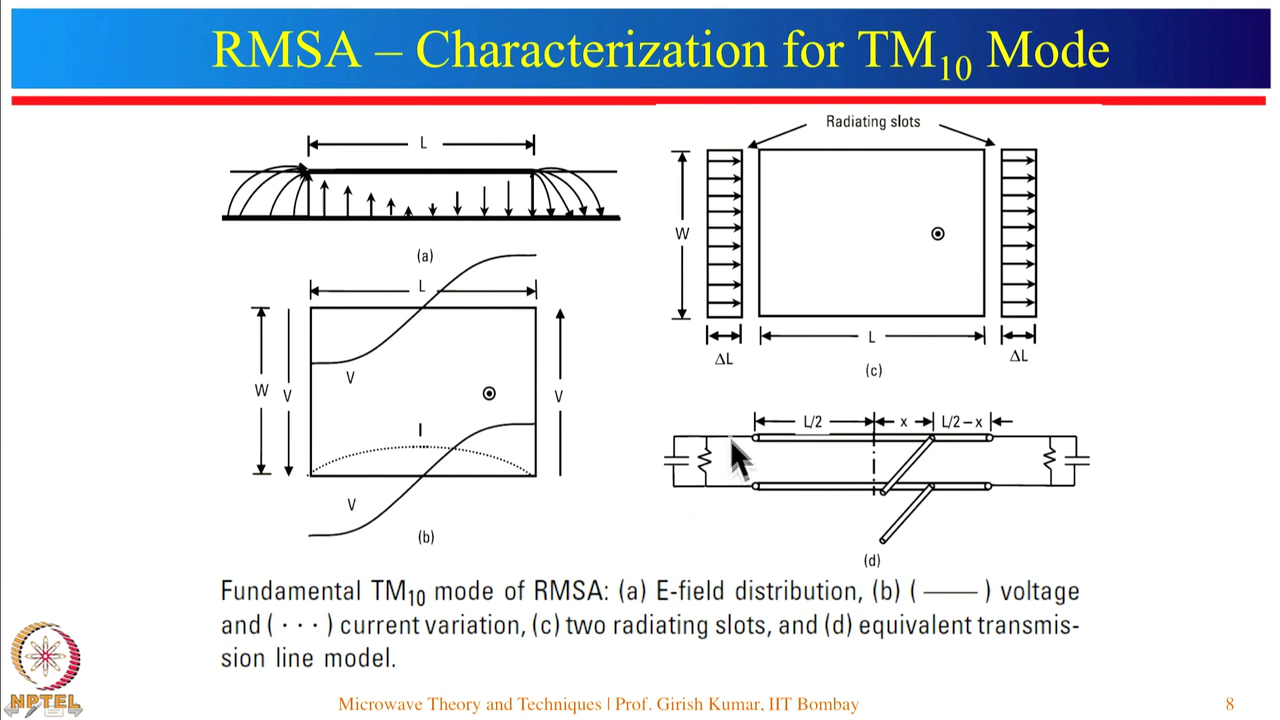 RMSA – Characterization for TM10 Mode
L
(a)
L
W
V
V
V
I
V
(b)
Radiating slots
W
L
ΔL
ΔL
(c)
L/2
x
L/2 – x
(d)
Fundamental TM10 mode of RMSA: (a) E-field distribution, (b) ( —— ) voltage
and ( · · · ) current variation, (c) two radiating slots, and (d) equivalent transmis-
sion line model.
NPTEL
Microwave Theory and Techniques | Prof. Girish Kumar, IIT Bombay
8